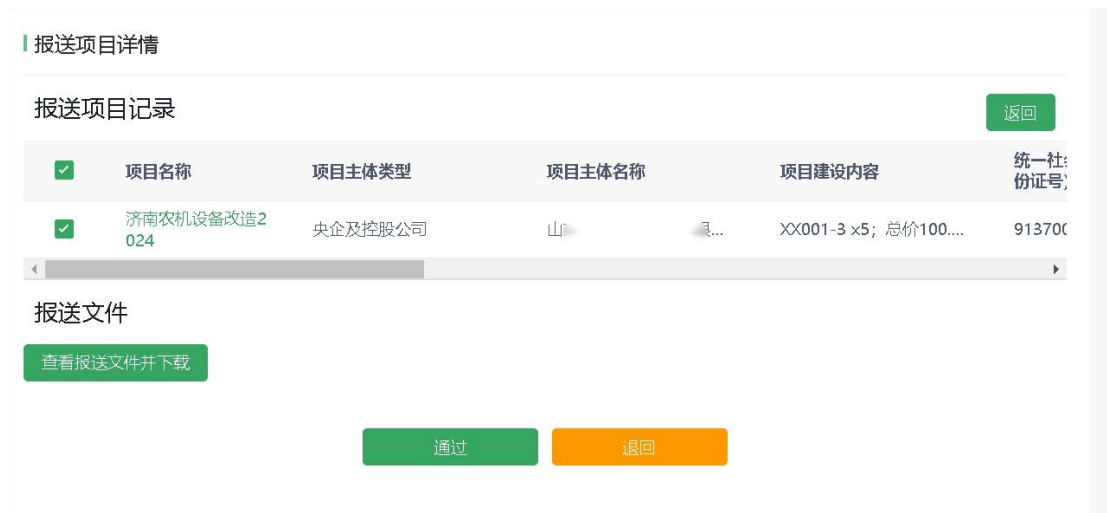 报送项目详情
报送项目记录
返回
项目名称 项目主体类型 项目主体名称 项目建设内容 统一社
份证号)
济南农机设备改造2
024
央企及控股公司 山 ... XX001-3 x5；总价100.... 91370
报送文件
查看报送文件并下载
通过 退回